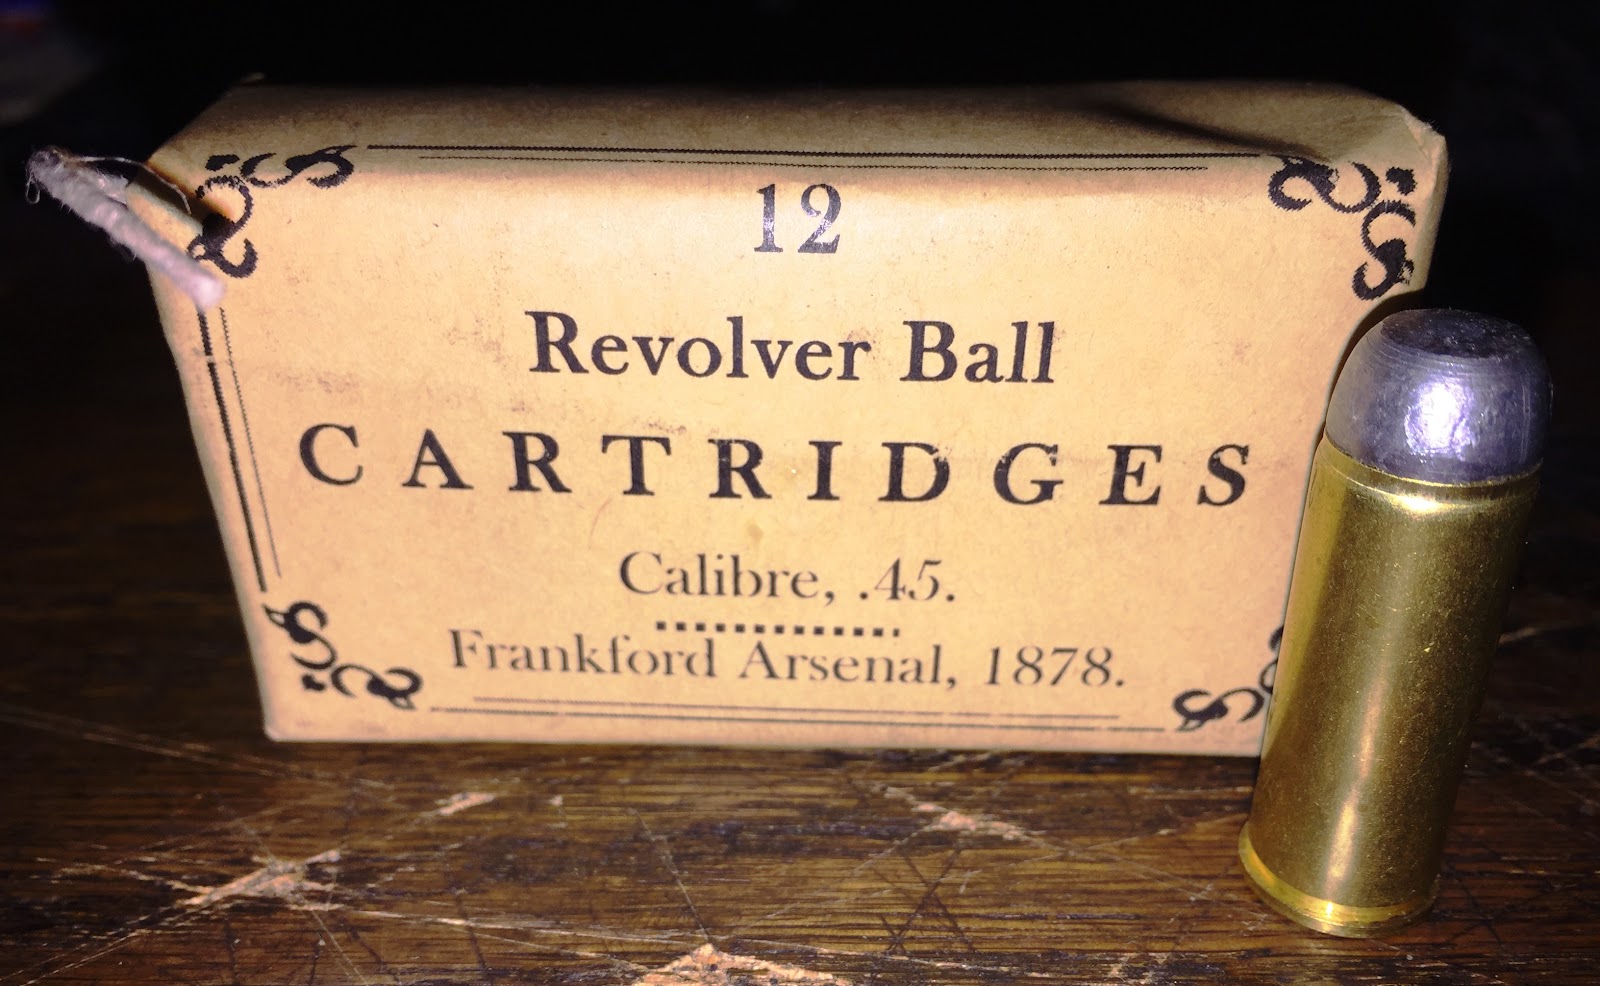 12
Revolver Ball
CARTRIDGES
Calibre, .45.
Frankford Arsenal, 1878.